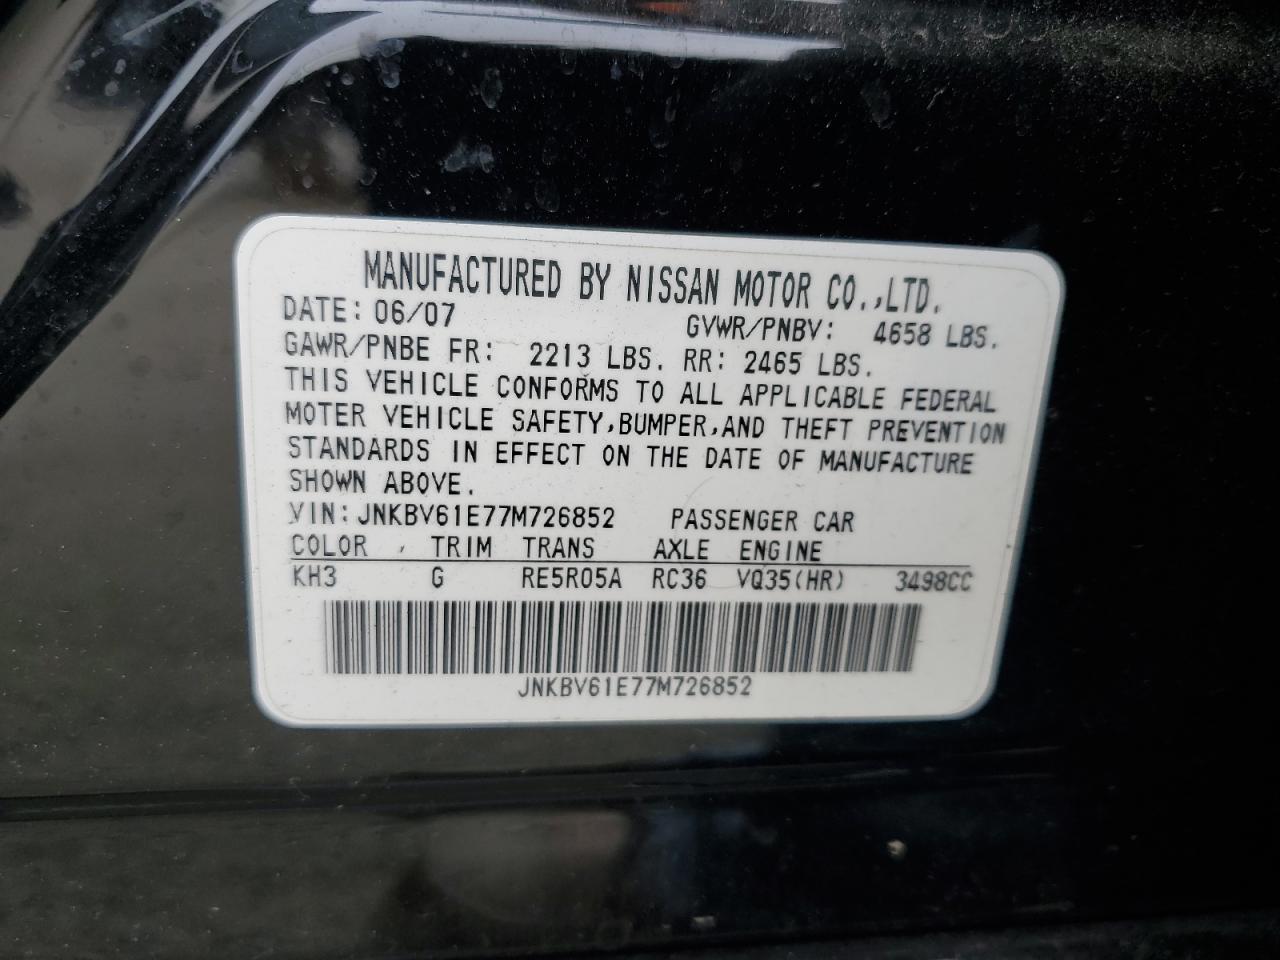 MANUFACTURED BY NISSAN MOTOR CO.,LTD.
DATE: 06/07 GVWR/PNBV: 4658 LBS.
GAWR/PNBE FR: 2213 LBS. RR: 2465 LBS.
THIS VEHICLE CONFORMS TO ALL APPLICABLE FEDERAL
MOTER VEHICLE SAFETY,BUMPER,AND THEFT PREVENTION
STANDARDS IN EFFECT ON THE DATE OF MANUFACTURE
SHOWN ABOVE.
VIN: JNKBV61E77M726852 PASSENGER CAR
COLOR TRIM TRANS AXLE ENGINE
KH3 G RE5R05A RC36 VQ35(HR) 3498CC
JNKBV61E77M726852